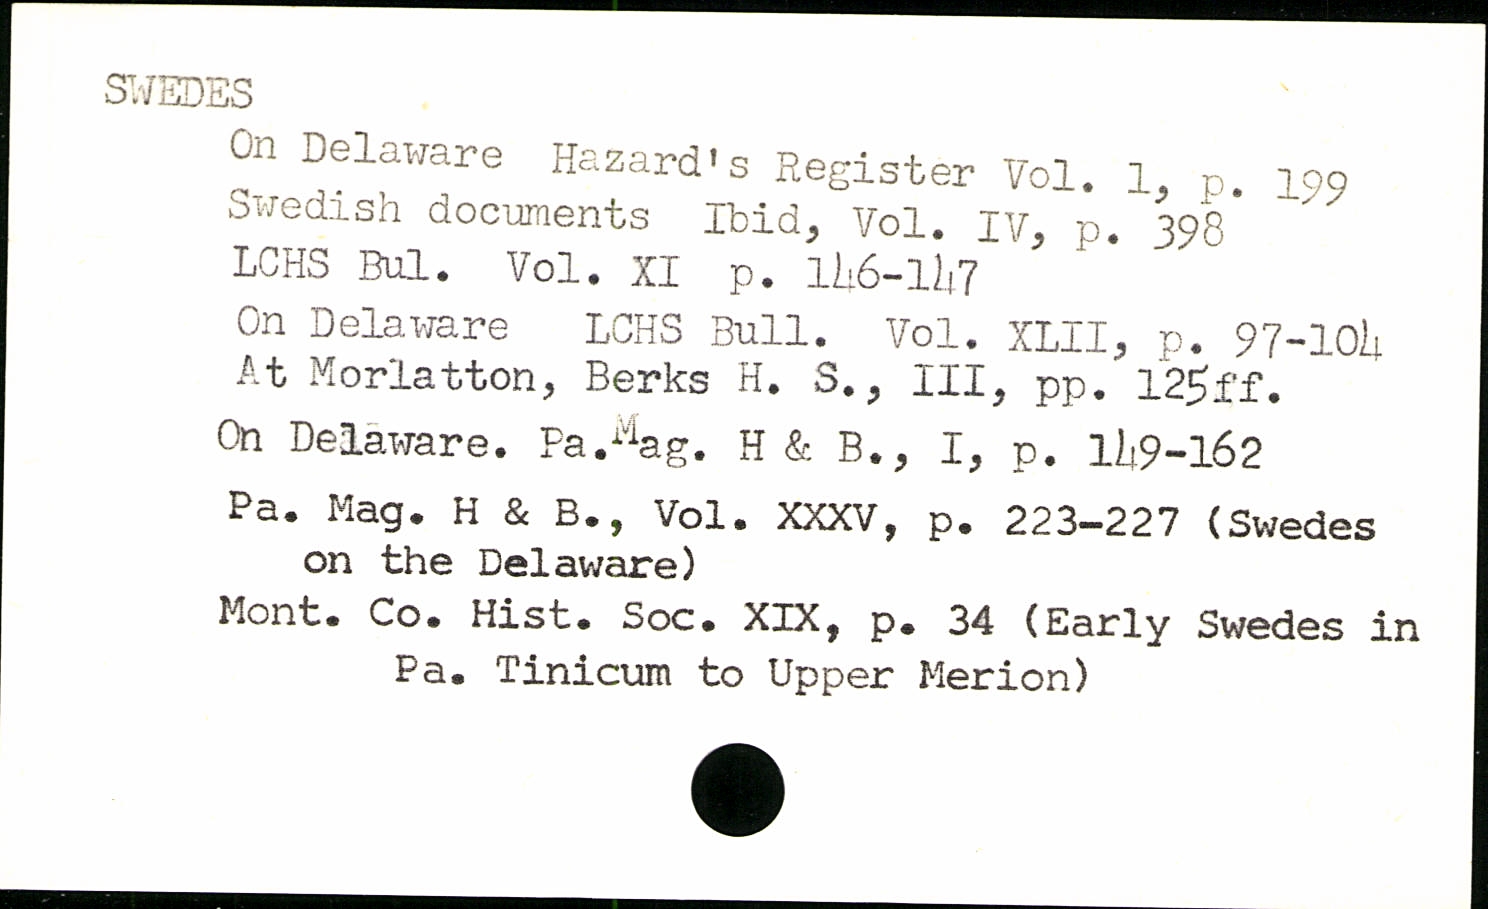 SWEDES
On Delaware Hazard's Register Vol. 1, p. 199
Swedish documents Ibid, Vol. IV, p. 398
LCHS Bul. Vol. XI p. 146-147
On Delaware LCHS Bull. Vol. XLII, p. 97-104
At Morlatton, Berks H. S., III, pp. 125ff.
On Delaware. Pa.Mag. H & B., I, p. 149-162
Pa. Mag. H & B., Vol. XXXV, p. 223-227 (Swedes
on the Delaware)
Mont. Co. Hist. Soc. XIX, p. 34 (Early Swedes in
Pa. Tinicum to Upper Merion)